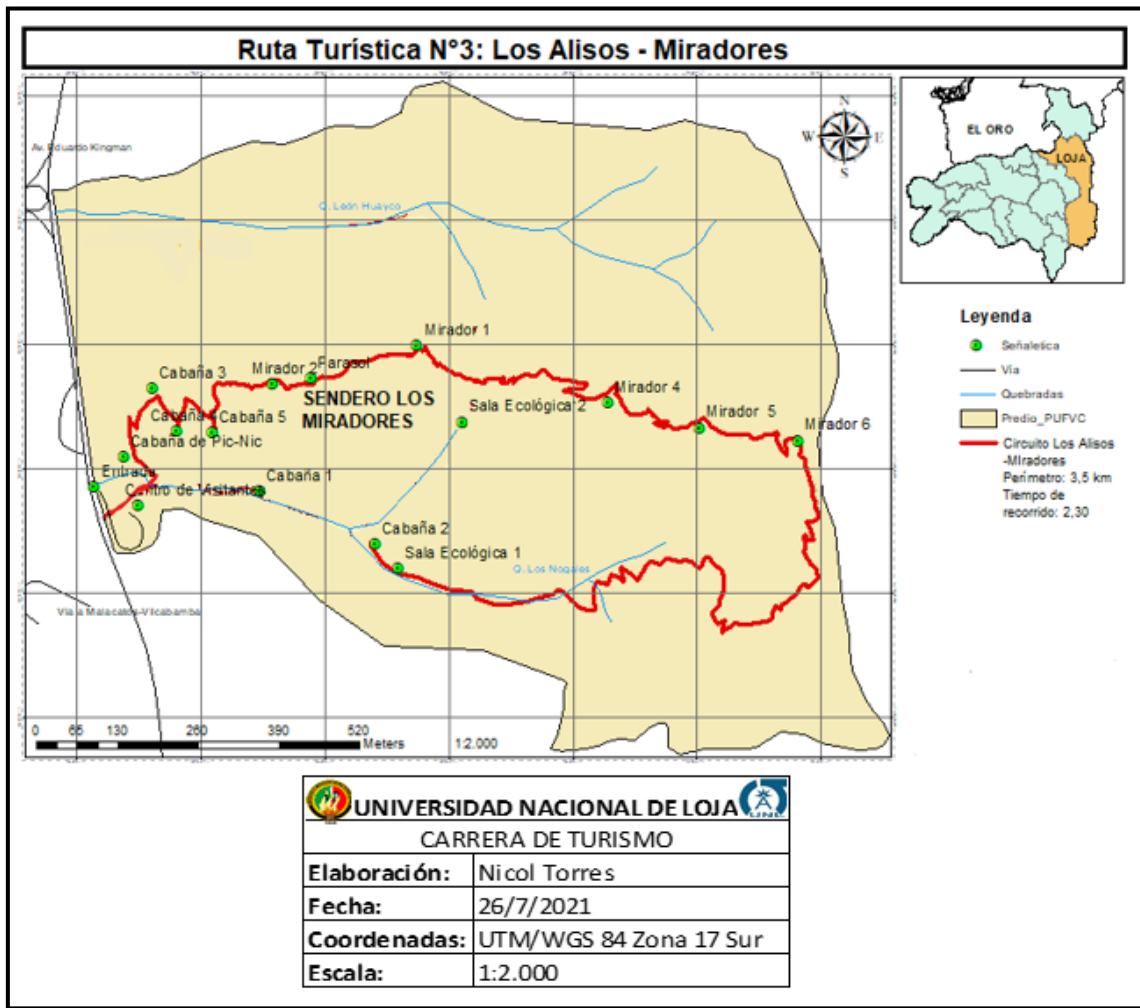 Ruta Turística N°3: Los Alisos - Miradores
Av. Eduardo Kingman
N
W
E
S
EL ORO
LOJA
Q. León Huayco
Leyenda
Señaletica
Vía
Quebradas
Predio_PUFVC
Circuito Los Alisos
-Miradores
Perímetro: 3,5 km
Tiempo de
recorrido: 2,30
Mirador 1
Cabaña 3
Mirador 2
Parasol
SENDERO LOS
MIRADORES
Sala Ecológica 2
Mirador 4
Mirador 5
Mirador 6
Cabaña 4
Cabaña 5
Cabaña de Pic-Nic
Entrada
Centro de Visitantes
Cabaña 1
Cabaña 2
Sala Ecológica 1
Q. Los Nogales
Vía a Malacatos-Vilcabamba
0 65 130 260 390 520
Meters
1:2.000
UNIVERSIDAD NACIONAL DE LOJA
UNL
CARRERA DE TURISMO
Elaboración: Nicol Torres
Fecha: 26/7/2021
Coordenadas: UTM/WGS 84 Zona 17 Sur
Escala: 1:2.000